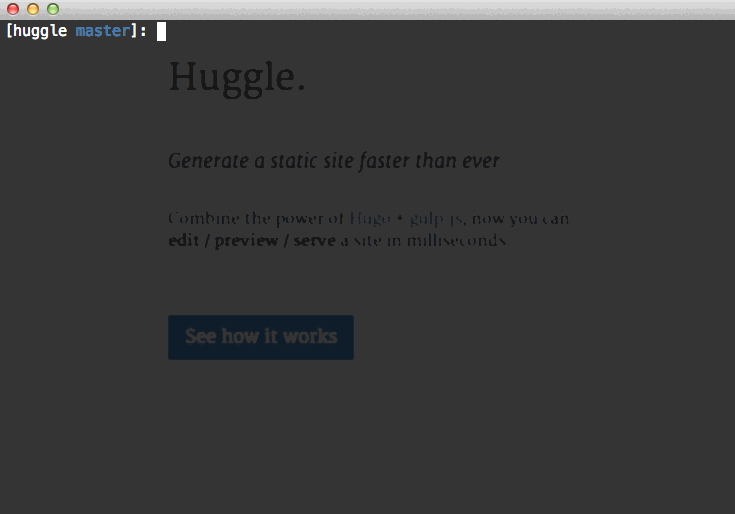 [huggle master]:
Huggle.
Generate a static site faster than ever
Combine the power of Hugo + gulp.js, now you can
edit / preview / serve a site in milliseconds
See how it works